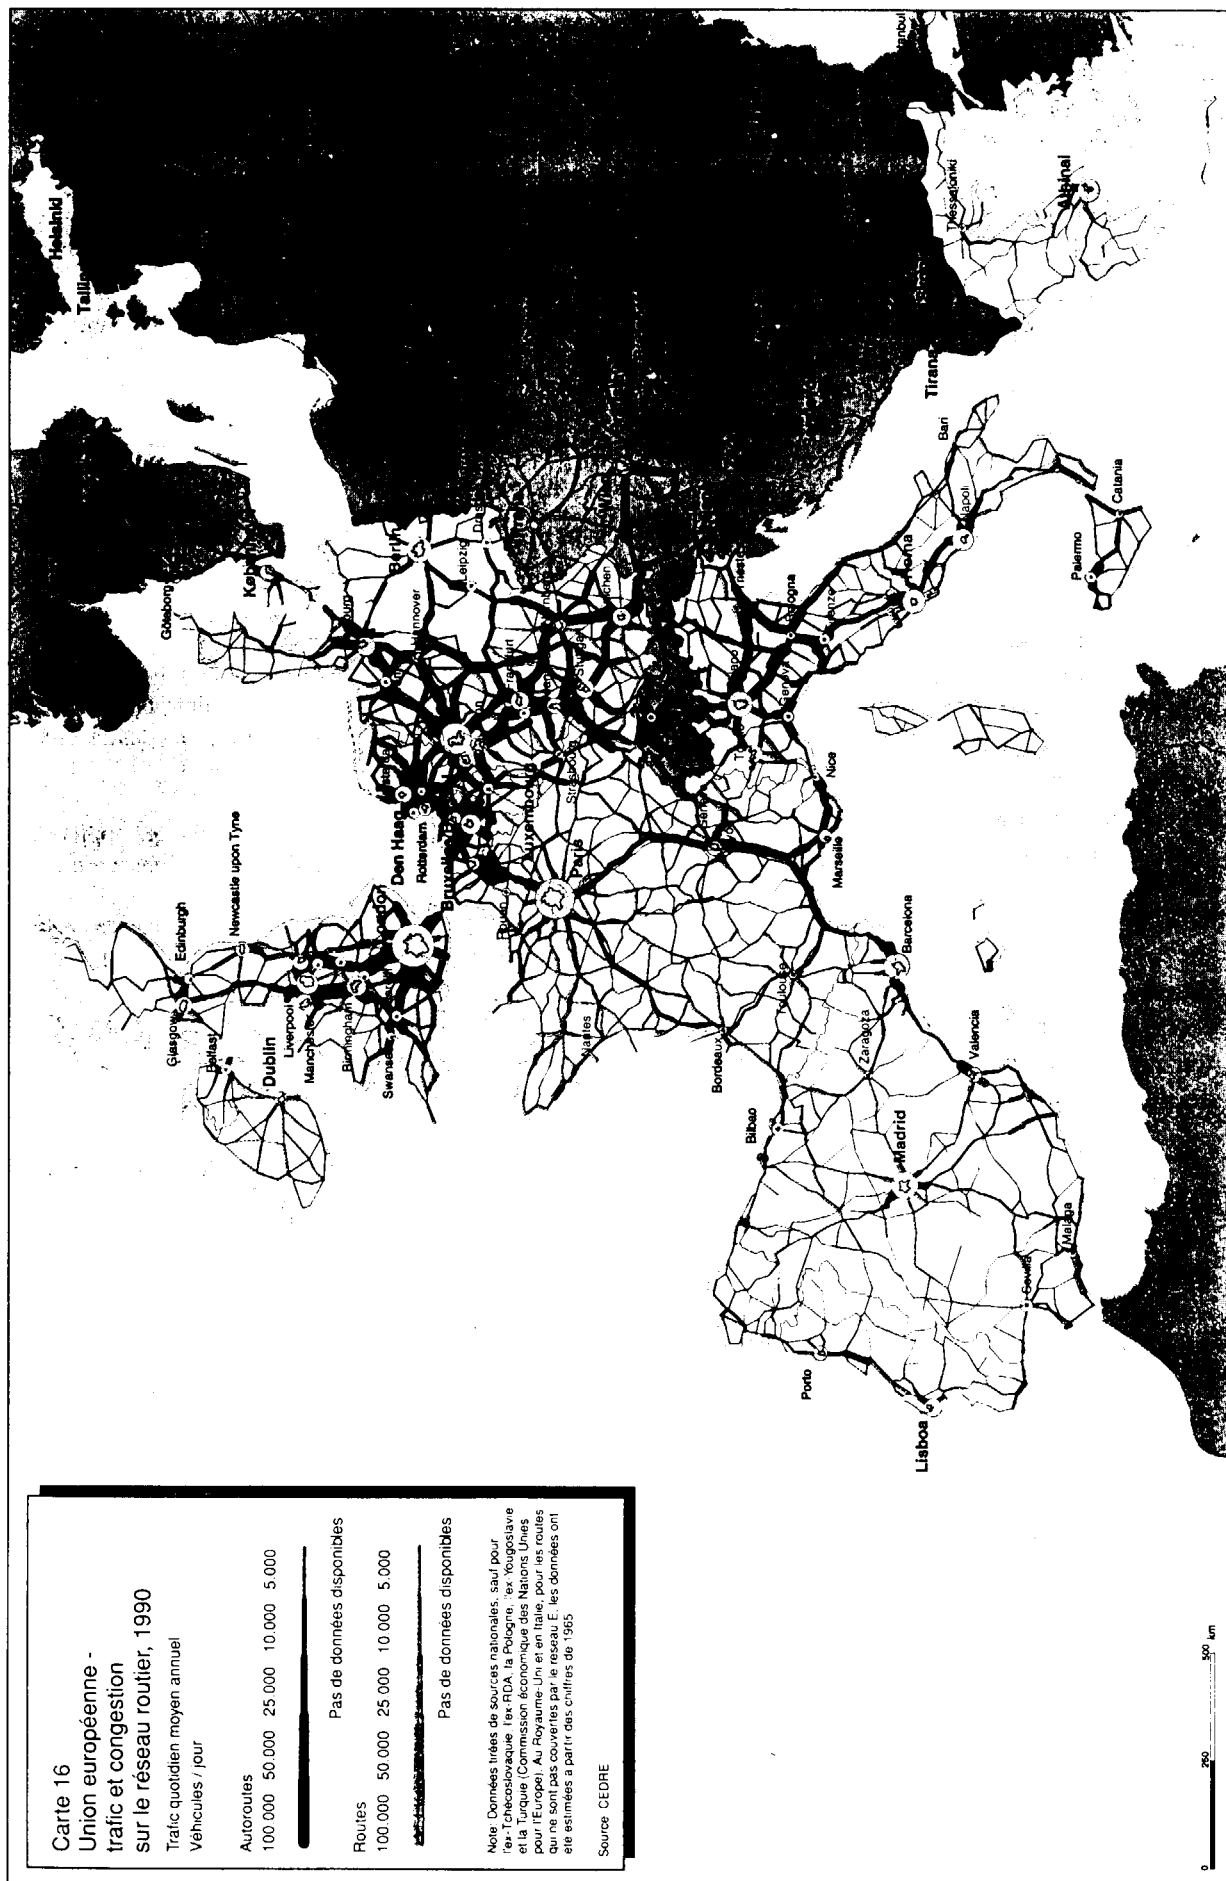 Carte 16
Union européenne -
trafic et congestion
sur le réseau routier, 1990
Trafic quotidien moyen annuel
Véhicules / jour
Autoroutes
100 000 50.000 25 000 10.000 5.000
Pas de données disponibles
Routes
100.000 50.000 25 000 10 000 5.000
Pas de données disponibles
Note: Données tirées de sources nationales, sauf pour
l'ex-Tchécoslovaquie, l'ex-RDA, la Pologne, l'ex-Yougoslavie
et la Turquie (Commission économique des Nations Unies
pour l'Europe). Au Royaume-Uni et en Italie, pour les routes
qui ne sont pas couvertes par le réseau E, les données ont
été estimées a partir des chiffres de 1965
Source CEDRE
0 250 500 km
Helsinki
Tallin
Göteborg
Edinburgh
Glasgow
Newcastle upon Tyne
Belfast
Dublin
Liverpool
Manchester
Birmingham
Swansea
Den Haag
Rotterdam
Berlin
Leipzig
Luxembourg
Strasbourg
Paris
Nantes
Bordeaux
Toulouse
Marseille
Nice
Barcelona
Zaragoza
Valencia
Bilbao
Madrid
Malaga
Sevilla
Porto
Lisboa
Bari
Palermo
Catania
Tirana
Thessaloniki